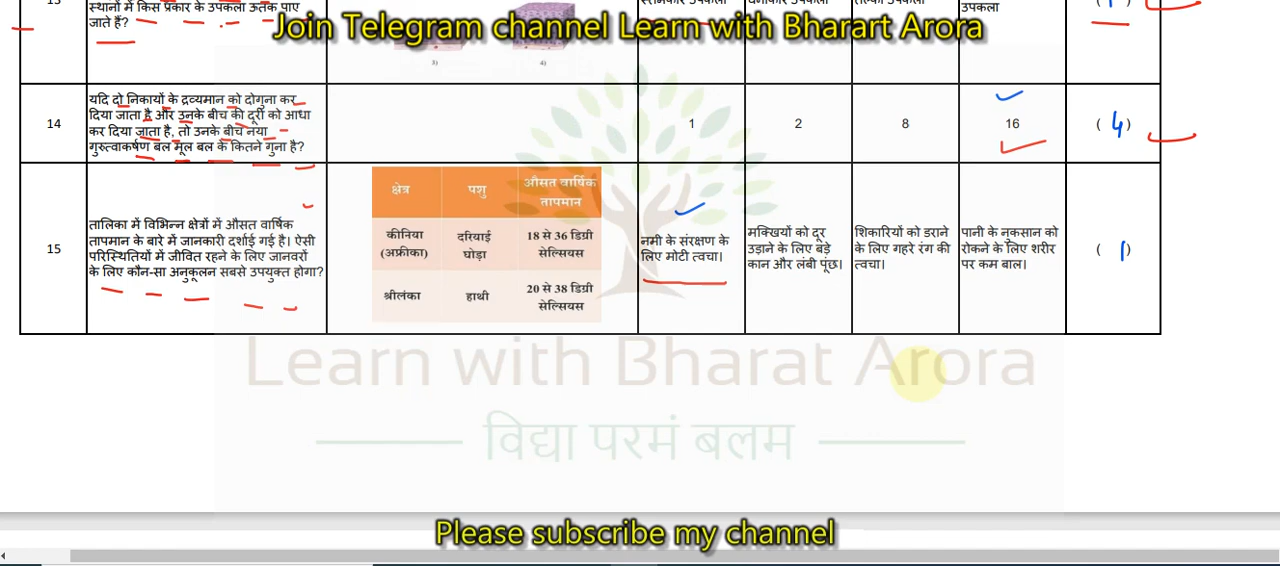 स्थानों में किस प्रकार के उपकला ऊतक पाए
जाते हैं?
उपकला
Join Telegram channel Learn with Bharart Arora
3)
4)
14
यदि दो निकायों के द्रव्यमान को दोगुना कर
दिया जाता है और उनके बीच की दूरी को आधा
कर दिया जाता है, तो उनके बीच नया
गुरुत्वाकर्षण बल मूल बल के कितने गुना है?
1
2
8
16
( 4 )
15
तालिका में विभिन्न क्षेत्रों में औसत वार्षिक
तापमान के बारे में जानकारी दर्शाई गई है। ऐसी
परिस्थितियों में जीवित रहने के लिए जानवरों
के लिए कौन-सा अनुकूलन सबसे उपयुक्त होगा?
क्षेत्र
पशु
औसत वार्षिक
तापमान
कीनिया
(अफ्रीका)
दरियाई
घोड़ा
18 से 36 डिग्री
सेल्सियस
श्रीलंका
हाथी
20 से 38 डिग्री
सेल्सियस
नमी के संरक्षण के
लिए मोटी त्वचा।
मक्खियों को दूर
उड़ाने के लिए बड़े
कान और लंबी पूंछ।
शिकारियों को डराने
के लिए गहरे रंग की
त्वचा।
पानी के नुकसान को
रोकने के लिए शरीर
पर कम बाल।
( 1 )
Learn with Bharat Arora
विद्या परमं बलम
Please subscribe my channel